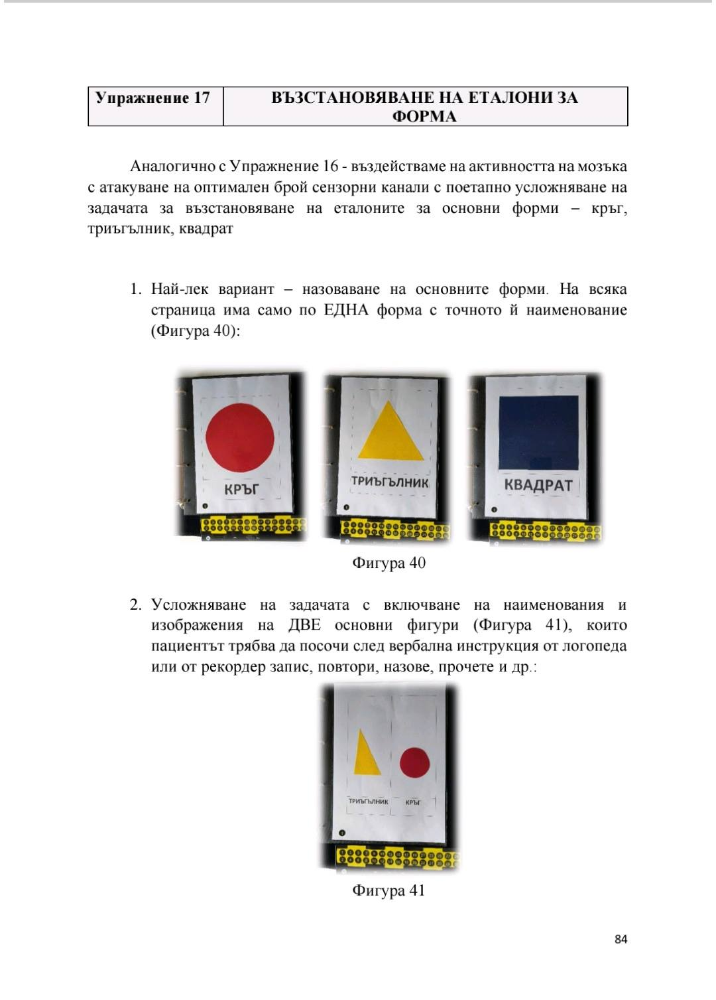 Упражнение 17
ВЪЗСТАНОВЯВАНЕ НА ЕТАЛОНИ ЗА
ФОРМА
Аналогично с Упражнение 16 - въздействаме на активността на мозъка
с атакуване на оптимален брой сензорни канали с поетапно усложняване на
задачата за възстановяване на еталоните за основни форми – кръг,
триъгълник, квадрат
1. Най-лек вариант – назоваване на основните форми. На всяка
страница има само по ЕДНА форма с точното й наименование
(Фигура 40):
КРЪГ
ТРИЪГЪЛНИК
КВАДРАТ
Фигура 40
2. Усложняване на задачата с включване на наименования и
изображения на ДВЕ основни фигури (Фигура 41), които
пациентът трябва да посочи след вербална инструкция от логопеда
или от рекордер запис, повтори, назове, прочете и др.:
ТРИЪГЪЛНИК
КРЪГ
Фигура 41
84